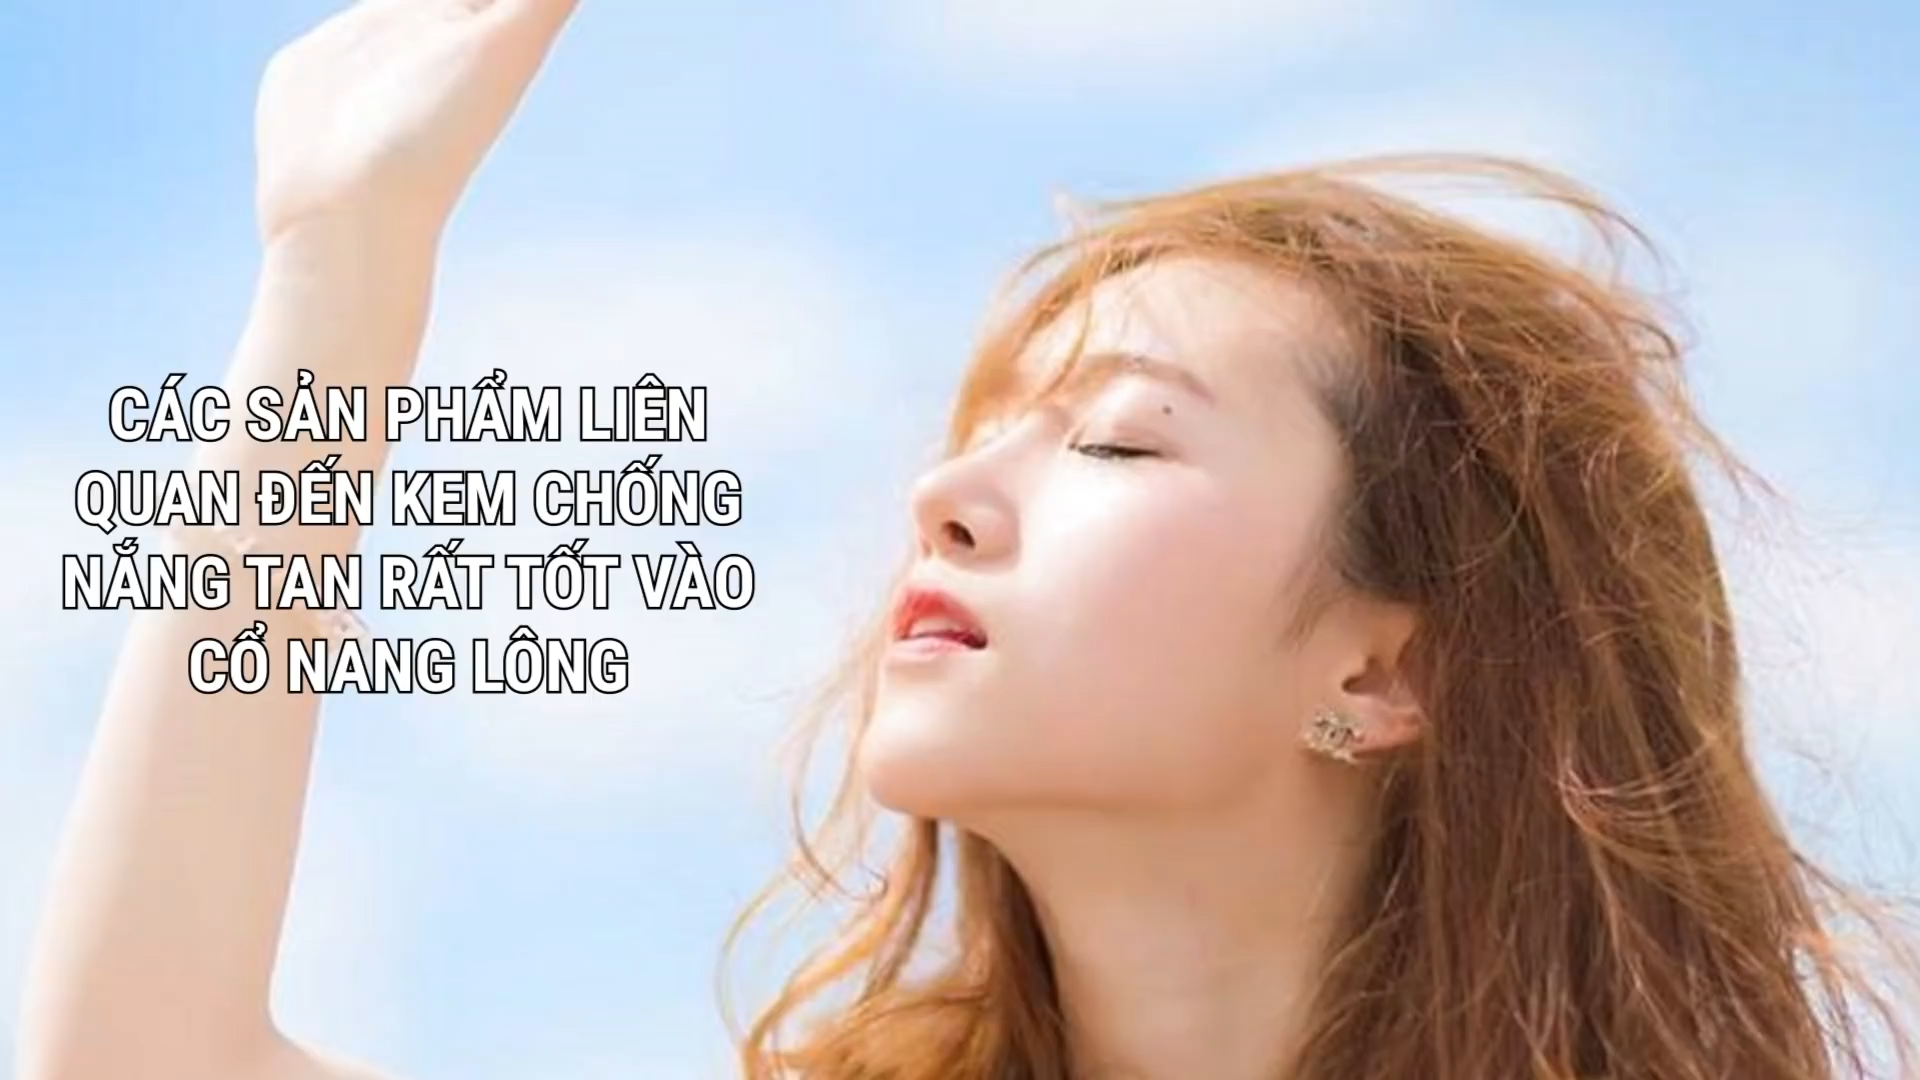 CÁC SẢN PHẨM LIÊN
QUAN ĐẾN KEM CHỐNG
NẮNG TAN RẤT TỐT VÀO
CỔ NANG LÔNG